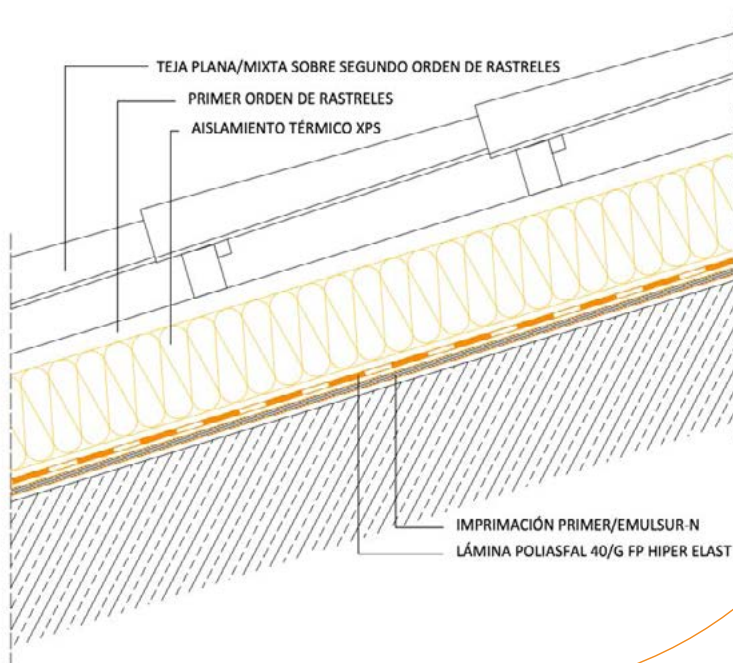 TEJA PLANA/MIXTA SOBRE SEGUNDO ORDEN DE RASTRELES
PRIMER ORDEN DE RASTRELES
AISLAMIENTO TÉRMICO XPS
IMPRIMACIÓN PRIMER/EMULSUR-N
LÁMINA POLIASFAL 40/G FP HIPER ELAST